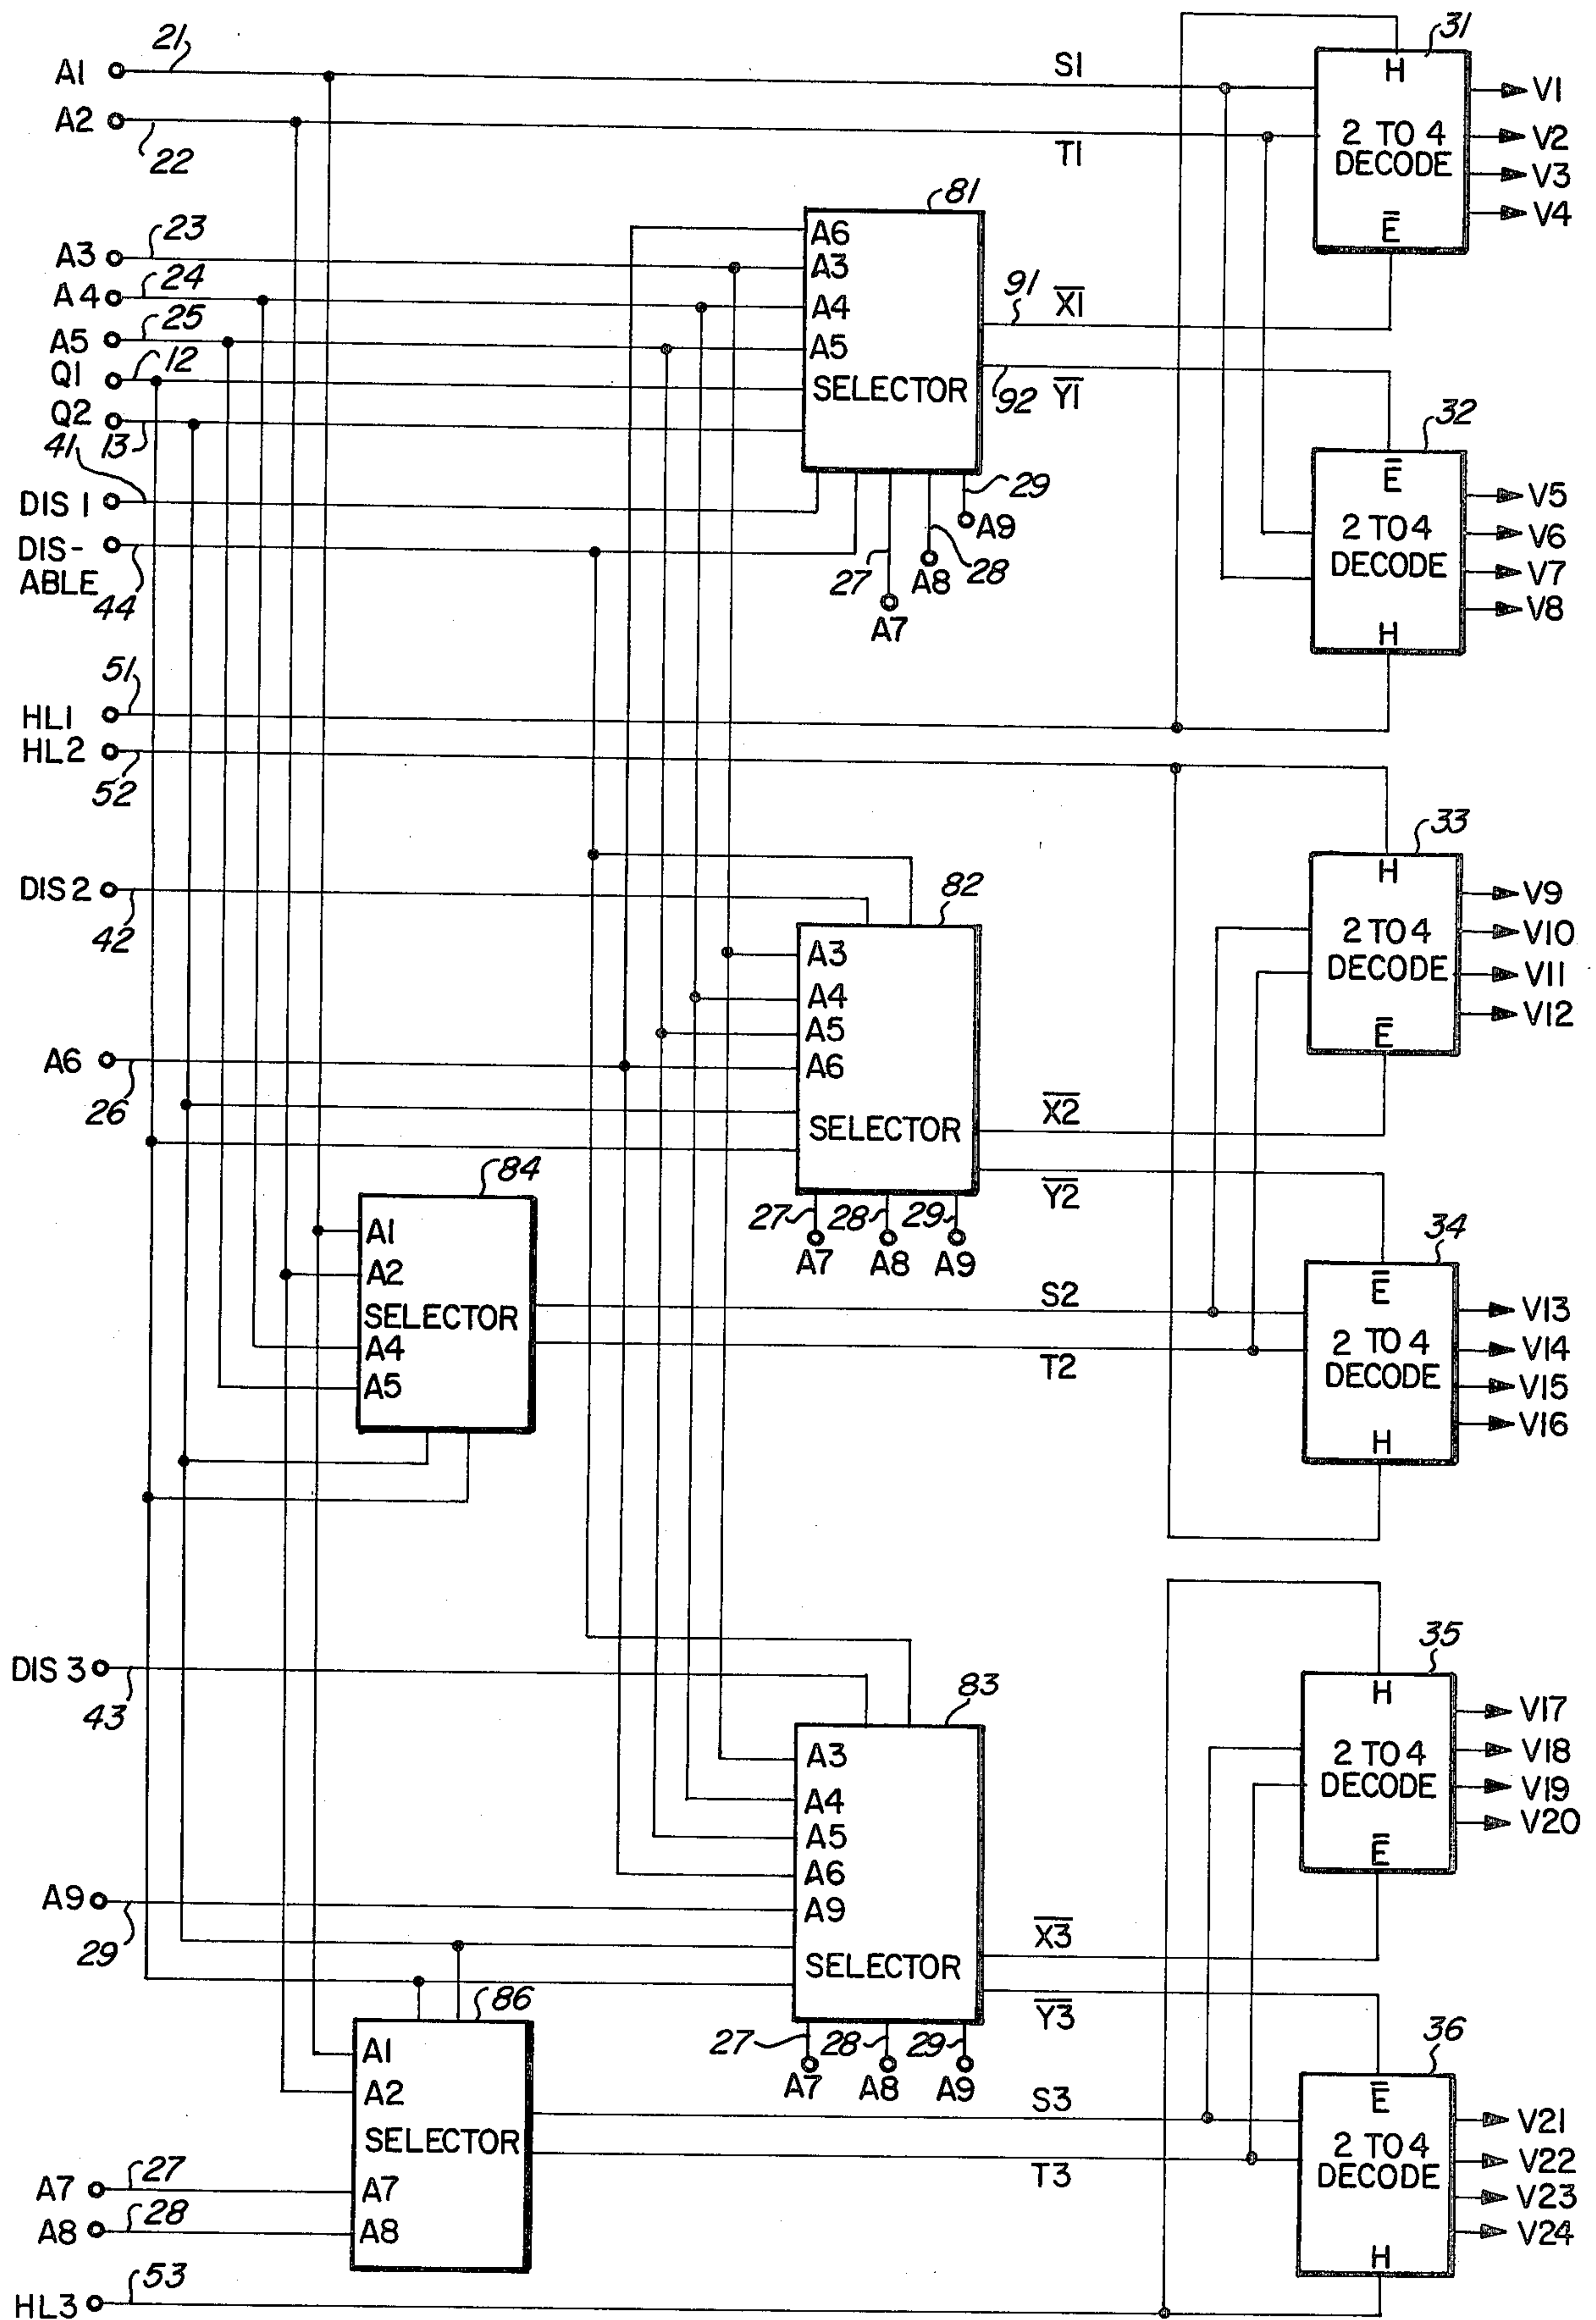 A1
21
S1
31
H
V1
A2
22
T1
2 TO 4
DECODE
V2
V3
V4
E̅
81
A3
23
A6
A3
A4
24
A4
91
X̅1̅
A5
25
A5
Q1
12
SELECTOR
92
Y̅1̅
Q2
13
32
41
E̅
DIS 1
29
A9
V5
DIS-
ABLE
44
27
A8
28
2 TO 4
DECODE
V6
V7
V8
A7
H
HL1
51
HL2
52
33
H
DIS 2
42
82
V9
A3
2 TO 4
DECODE
V10
A4
V11
A5
V12
A6
26
A6
E̅
SELECTOR
X̅2̅
84
Y̅2̅
27
28
29
A1
A7
A8
A9
34
A2
S2
E̅
SELECTOR
V13
A4
T2
2 TO 4
DECODE
V14
A5
V15
V16
H
35
DIS 3
43
83
H
V17
A3
2 TO 4
DECODE
V18
A4
V19
A5
V20
A6
E̅
A9
29
A9
X̅3̅
SELECTOR
86
Y̅3̅
27
28
29
36
A1
A7
A8
A9
A2
S3
E̅
V21
SELECTOR
2 TO 4
DECODE
V22
T3
A7
27
A7
V23
A8
28
A8
V24
H
HL3
53